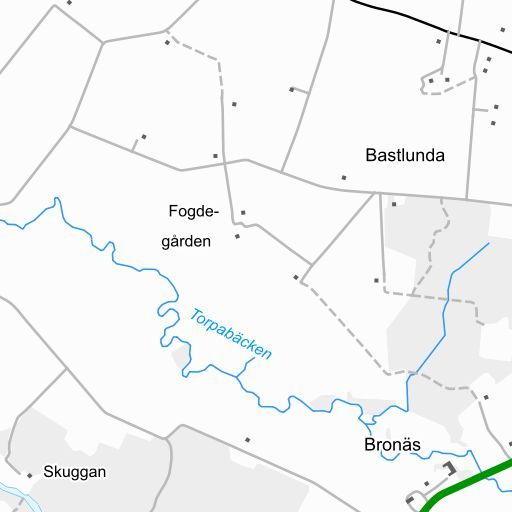 Bastlunda
Fogde-
gården
Torpabäcken
Bronäs
Skuggan